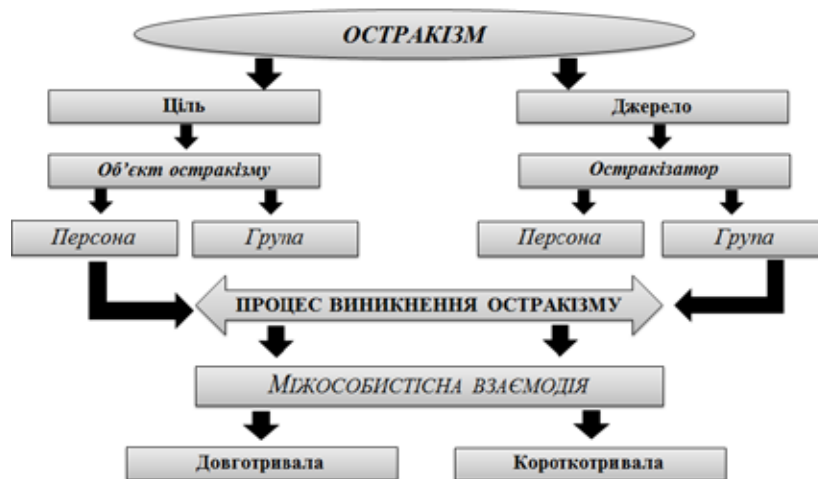 ОСТРАКІЗМ
Ціль
Джерело
Об’єкт остракізму
Остракізатор
Персона
Група
Персона
Група
ПРОЦЕС ВИНИКНЕННЯ ОСТРАКІЗМУ
МІЖОСОБИСТІСНА ВЗАЄМОДІЯ
Довготривала
Короткотривала